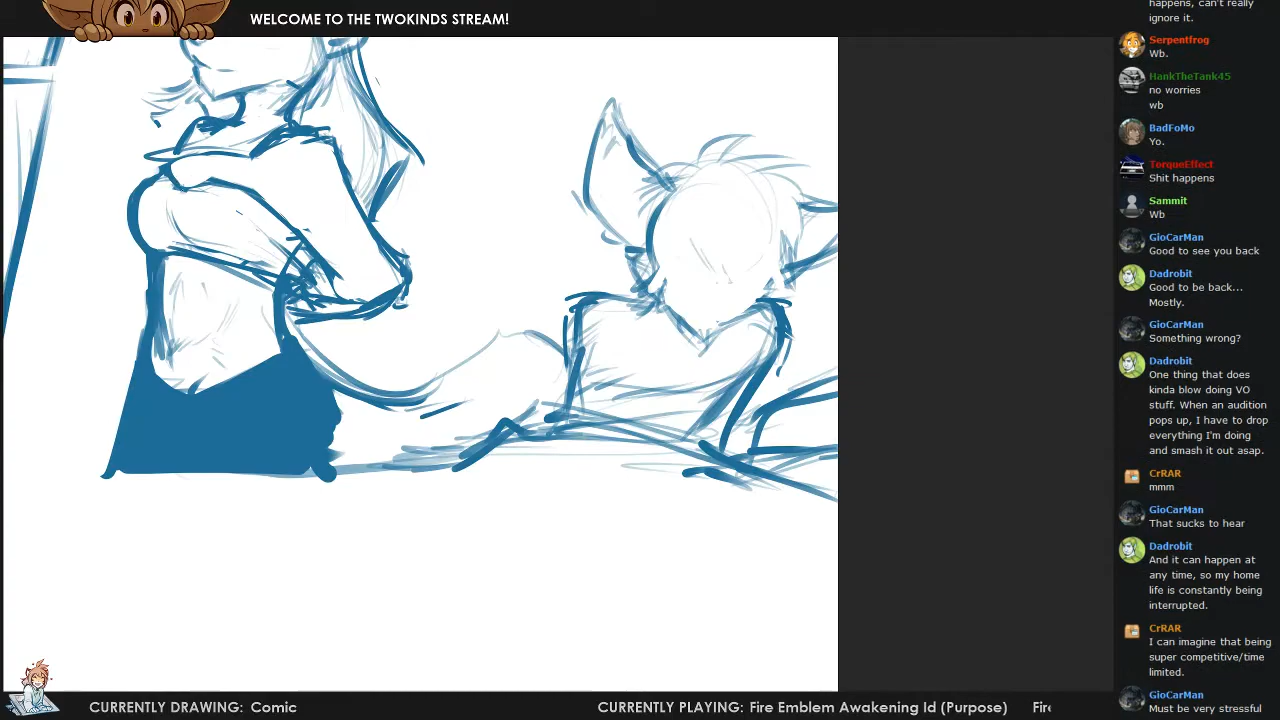 WELCOME TO THE TWOKINDS STREAM!
happens, can't really
ignore it.
Serpentfrog
Wb.
HankTheTank45
no worries
wb
BadFoMo
Yo.
TorqueEffect
Shit happens
Sammit
Wb
GioCarMan
Good to see you back
Dadrobit
Good to be back...
Mostly.
GioCarMan
Something wrong?
Dadrobit
One thing that does
kinda blow doing VO
stuff. When an audition
pops up, I have to drop
everything I'm doing
and smash it out asap.
CrRAR
mmm
GioCarMan
That sucks to hear
Dadrobit
And it can happen at
any time, so my home
life is constantly being
interrupted.
CrRAR
I can imagine that being
super competitive/time
limited.
GioCarMan
Must be very stressful
CURRENTLY DRAWING: Comic
CURRENTLY PLAYING: Fire Emblem Awakening Id (Purpose) Fire